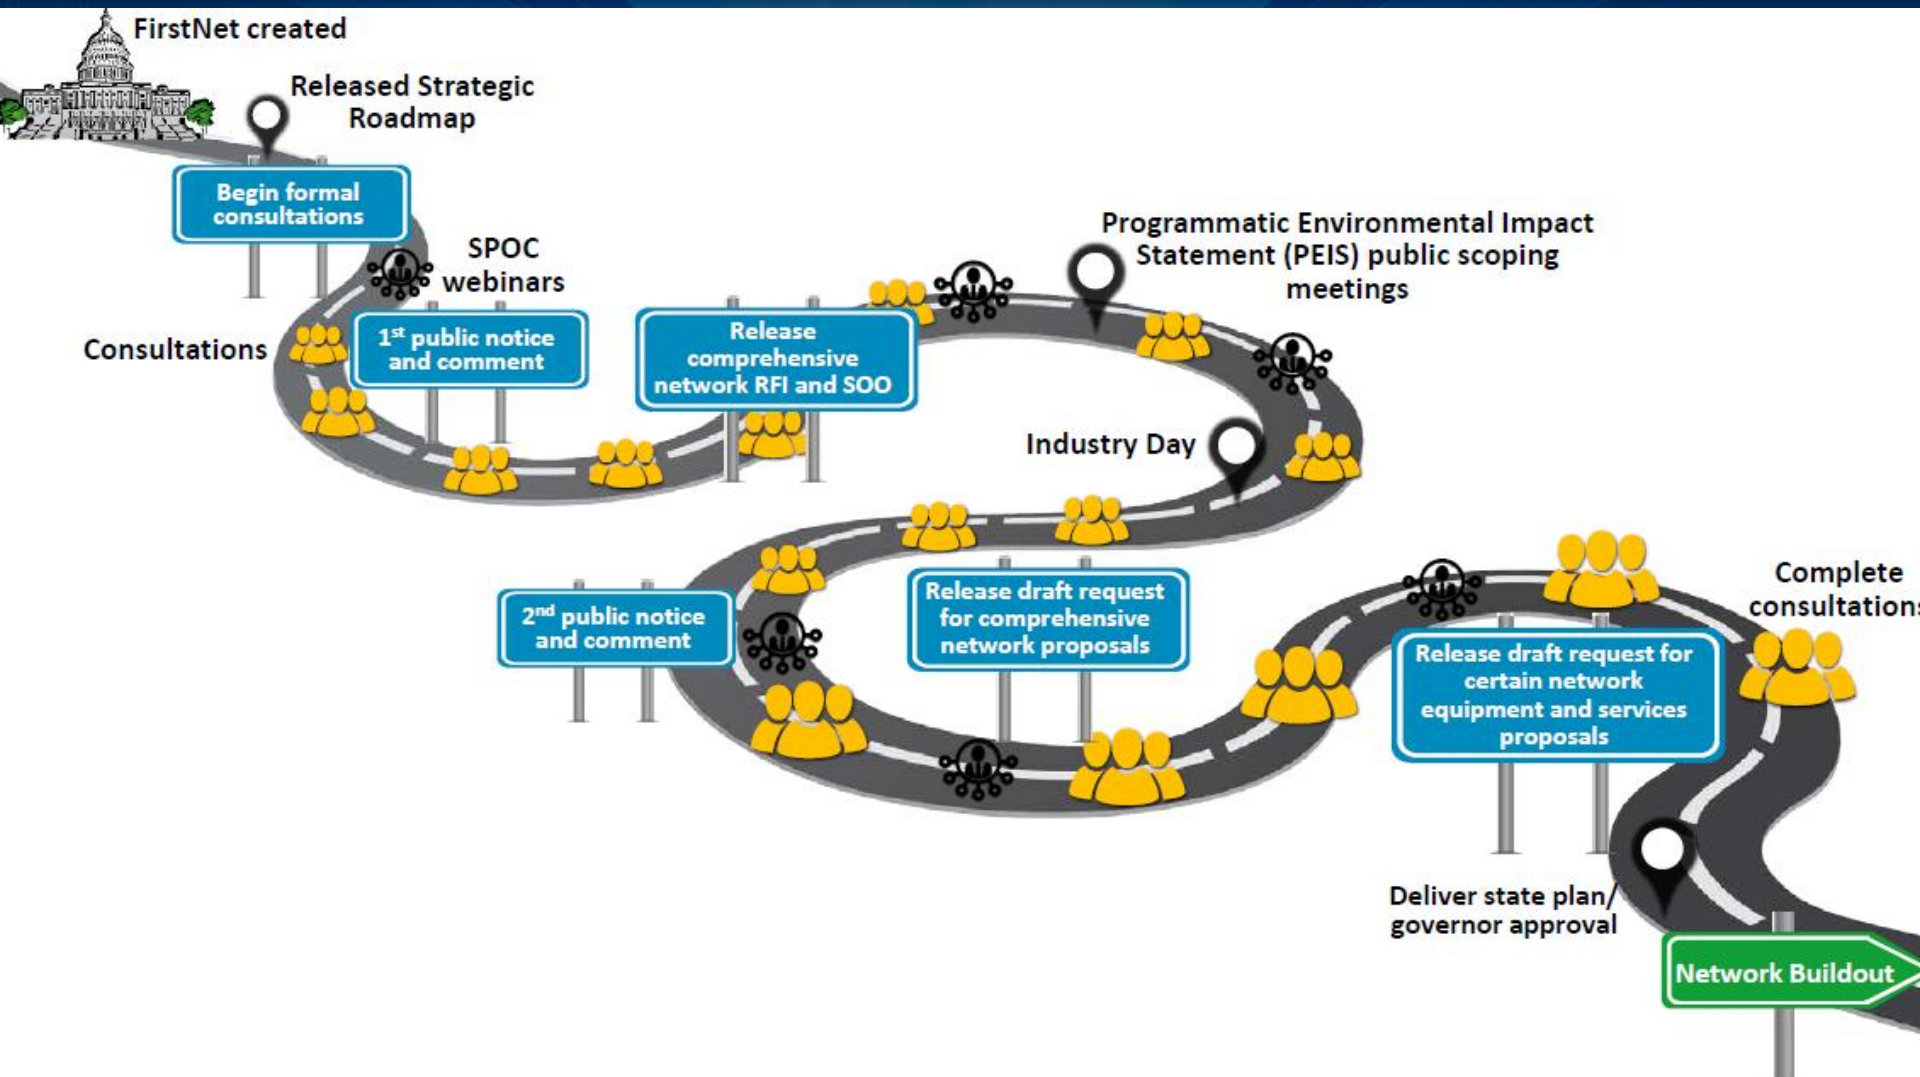 FirstNet created
Released Strategic
Roadmap
Begin formal
consultations
SPOC
webinars
Consultations
1st public notice
and comment
Release
comprehensive
network RFI and SOO
Programmatic Environmental Impact
Statement (PEIS) public scoping
meetings
Industry Day
2nd public notice
and comment
Release draft request
for comprehensive
network proposals
Release draft request for
certain network
equipment and services
proposals
Complete
consultations
Deliver state plan/
governor approval
Network Buildout